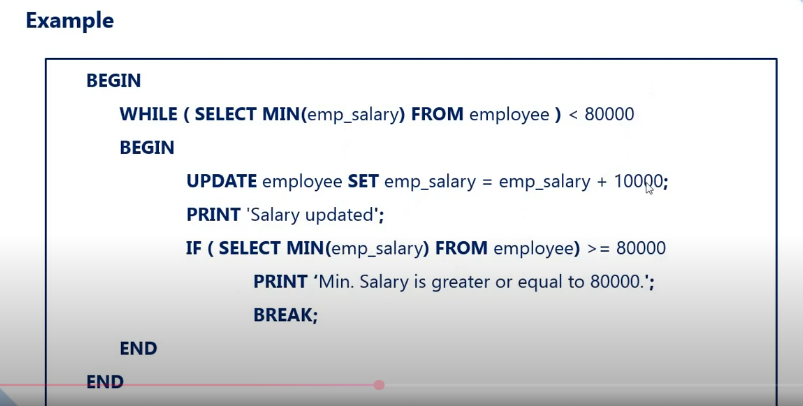 Example
BEGIN
WHILE ( SELECT MIN(emp_salary) FROM employee ) < 80000
BEGIN
UPDATE employee SET emp_salary = emp_salary + 10000;
PRINT 'Salary updated';
IF ( SELECT MIN(emp_salary) FROM employee) >= 80000
PRINT ‘Min. Salary is greater or equal to 80000.';
BREAK;
END
END